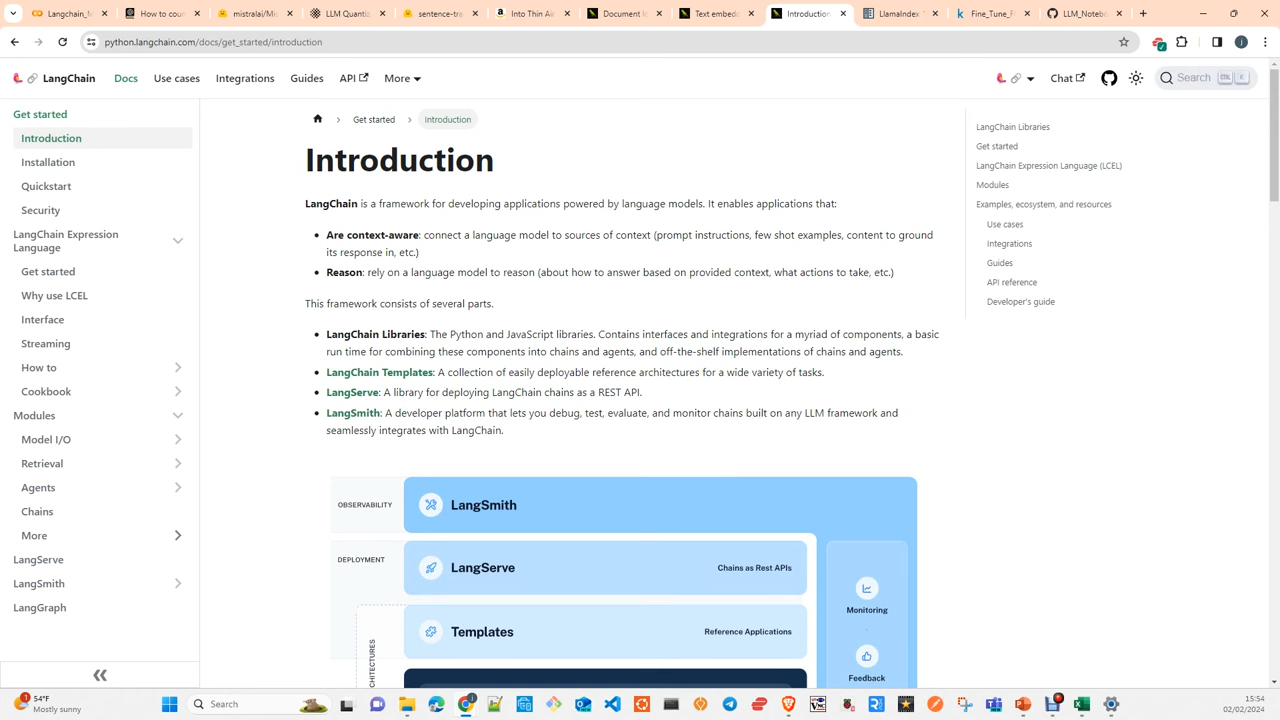 Langchain_M
How to cour
mistralai/Mi
LLM Quantiz
sentence-tra
Into Thin Air
Document lo
Text embedd
Introduction
LlamaIndex
Fine_Tune_F
LLM_Noteb
python.langchain.com/docs/get_started/introduction
LangChain
Docs
Use cases
Integrations
Guides
API
More
Chat
Search
Get started
Introduction
Installation
Quickstart
Security
LangChain Expression
Language
Get started
Why use LCEL
Interface
Streaming
How to
Cookbook
Modules
Model I/O
Retrieval
Agents
Chains
More
LangServe
LangSmith
LangGraph
Get started
Introduction
Introduction
LangChain is a framework for developing applications powered by language models. It enables applications that:
Are context-aware: connect a language model to sources of context (prompt instructions, few shot examples, content to ground
its response in, etc.)
Reason: rely on a language model to reason (about how to answer based on provided context, what actions to take, etc.)
This framework consists of several parts.
LangChain Libraries: The Python and JavaScript libraries. Contains interfaces and integrations for a myriad of components, a basic
run time for combining these components into chains and agents, and off-the-shelf implementations of chains and agents.
LangChain Templates: A collection of easily deployable reference architectures for a wide variety of tasks.
LangServe: A library for deploying LangChain chains as a REST API.
LangSmith: A developer platform that lets you debug, test, evaluate, and monitor chains built on any LLM framework and
seamlessly integrates with LangChain.
OBSERVABILITY
LangSmith
DEPLOYMENT
LangServe
Chains as Rest APIs
Templates
Reference Applications
CHITECTURES
Monitoring
Feedback
LangChain Libraries
Get started
LangChain Expression Language (LCEL)
Modules
Examples, ecosystem, and resources
Use cases
Integrations
Guides
API reference
Developer's guide
54°F
Mostly sunny
Search
15:54
02/02/2024